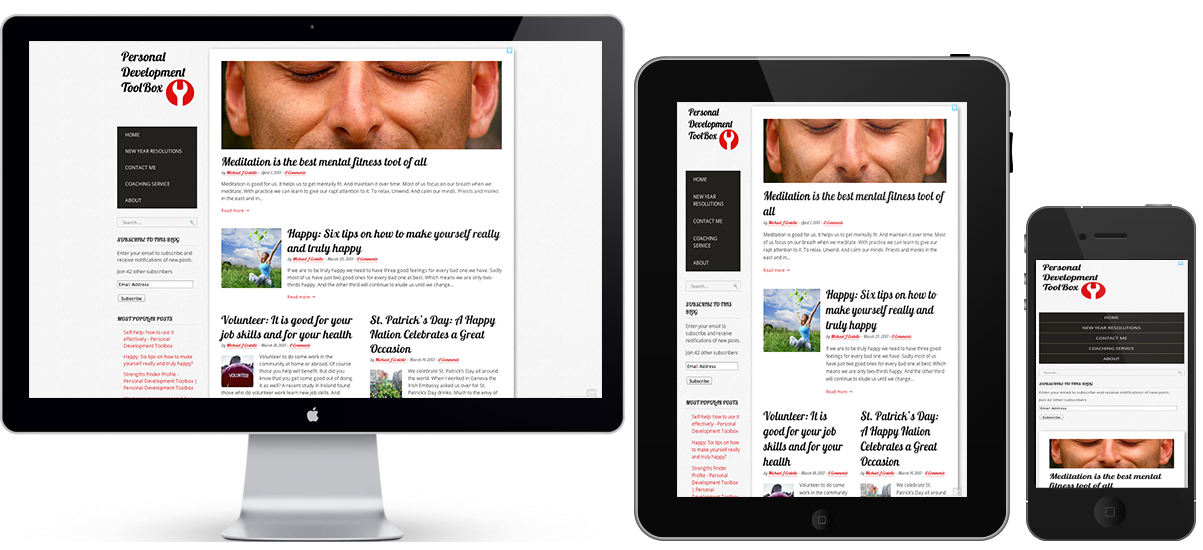 Personal
Development
ToolBox
HOME
NEW YEAR RESOLUTIONS
CONTACT ME
COACHING SERVICE
ABOUT
Search...
SUBSCRIBE TO THIS BLOG
Enter your email to subscribe and
receive notifications of new posts.
Join 42 other subscribers
Email Address
Subscribe
MOST POPULAR POSTS
Self-help: how to use it
effectively - Personal
Development Toolbox
Happy: Six tips on how to make
yourself really and truly happy?
Strengths Finder
Profile - Personal
Development Toolbox |
Personal Development Toolbox
Meditation is the best mental fitness tool of all
by Michael J Costello - April 1, 2013 - 0 Comments
Meditation is good for us. It helps us to get mentally fit. And maintain it over time. Most of us focus on our breath when we
meditate. With practice we can learn to give our rapt attention to it. To relax. Unwind. And calm our minds. Priests and monks
in the east and in...
Read more →
Happy: Six tips on how to make yourself really
and truly happy
by Michael J Costello - March 25, 2013 - 0 Comments
If we are to be truly happy we need to have three good feelings for every bad one we have. Sadly
most of us have just two good ones for every bad one at best. Which means we are only two-
thirds happy. And the other third will continue to elude us until we change...
Read more →
Volunteer: It is good for your
job skills and for your health
by Michael J Costello - March 18, 2013 - 0 Comments
VOLUNTEER
Volunteer to do some work in the
community at home or abroad. Of course
those you help will benefit. But did you
know that you get some good out of doing
it as well? A recent study in Ireland found
those who do volunteer work learn new job skills. And
St. Patrick's Day: A Happy
Nation Celebrates a Great
Occasion
by Michael J Costello - March 14, 2013 - 0 Comments
We celebrate St. Patrick's Day all around
the world. When I worked in Geneva the
Irish Embassy asked us over for St.
Patrick's Day drinks. Much to the envy of
Personal
Development
ToolBox
HOME
NEW YEAR
RESOLUTIONS
CONTACT ME
COACHING
SERVICE
ABOUT
Search...
SUBSCRIBE TO THIS
BLOG
Enter your email to
subscribe and receive
notifications of new posts.
Join 42 other subscribers
Email Address
Subscribe
MOST POPULAR POSTS
Self-help: how to use it
effectively - Personal
Development Toolbox
Happy: Six tips on how
to make yourself really
and truly happy?
Strengths Finder
Profile - Personal
Development Toolbox
| Personal
Development Toolbox
Meditation is the best mental fitness tool of
all
by Michael J Costello - April 1, 2013 - 0 Comments
Meditation is good for us. It helps us to get mentally fit. And maintain it over time. Most
of us focus on our breath when we meditate. With practice we can learn to give our rapt
attention to it. To relax. Unwind. And calm our minds. Priests and monks in the east and
in...
Read more →
Happy: Six tips on how to
make yourself really and
truly happy
by Michael J Costello - March 25, 2013 - 0 Comments
If we are to be truly happy we need to have three good
feelings for every bad one we have. Sadly most of us have
just two good ones for every bad one at best. Which
means we are only two-thirds happy. And the other third
will continue to elude us until we change...
Read more →
Volunteer: It is
good for your job
skills and for your
health
by Michael J Costello - March 18, 2013 - 0 Comments
Volunteer to do some
work in the community
St. Patrick's Day:
A Happy Nation
Celebrates a Great
Occasion
by Michael J Costello - March 14, 2013 - 0 Comments
We celebrate St.
Patrick's Day all around
Personal
Development
ToolBox
HOME
NEW YEAR RESOLUTIONS
CONTACT ME
COACHING SERVICE
ABOUT
Search...
SUBSCRIBE TO THIS BLOG
Enter your email to subscribe and receive notifications of new posts.
Join 42 other subscribers
Email Address
Subscribe
Meditation is the best mental fitness
tool of all